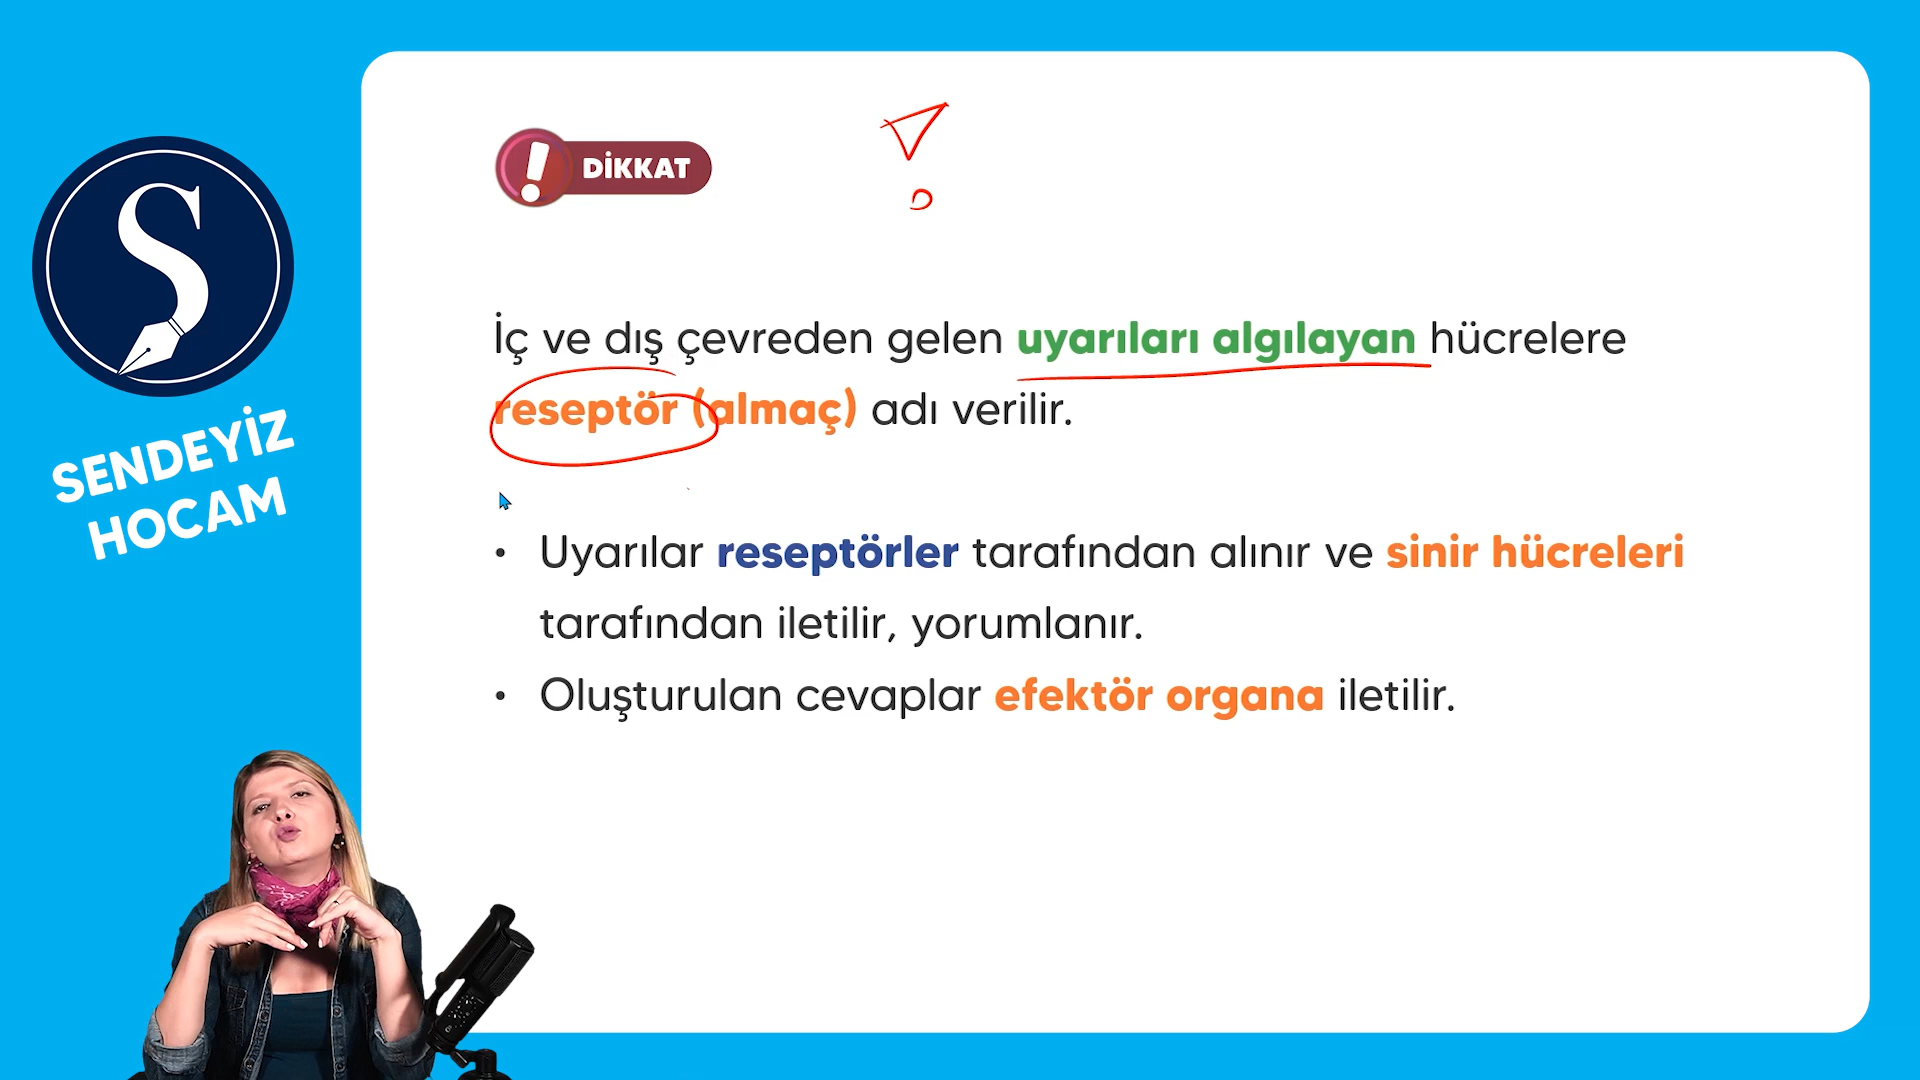 DİKKAT
İç ve dış çevreden gelen uyarıları algılayan hücrelere
reseptör (almaç) adı verilir.
• Uyarılar reseptörler tarafından alınır ve sinir hücreleri
tarafından iletilir, yorumlanır.
• Oluşturulan cevaplar efektör organa iletilir.
S
SENDEYİZ
HOCAM